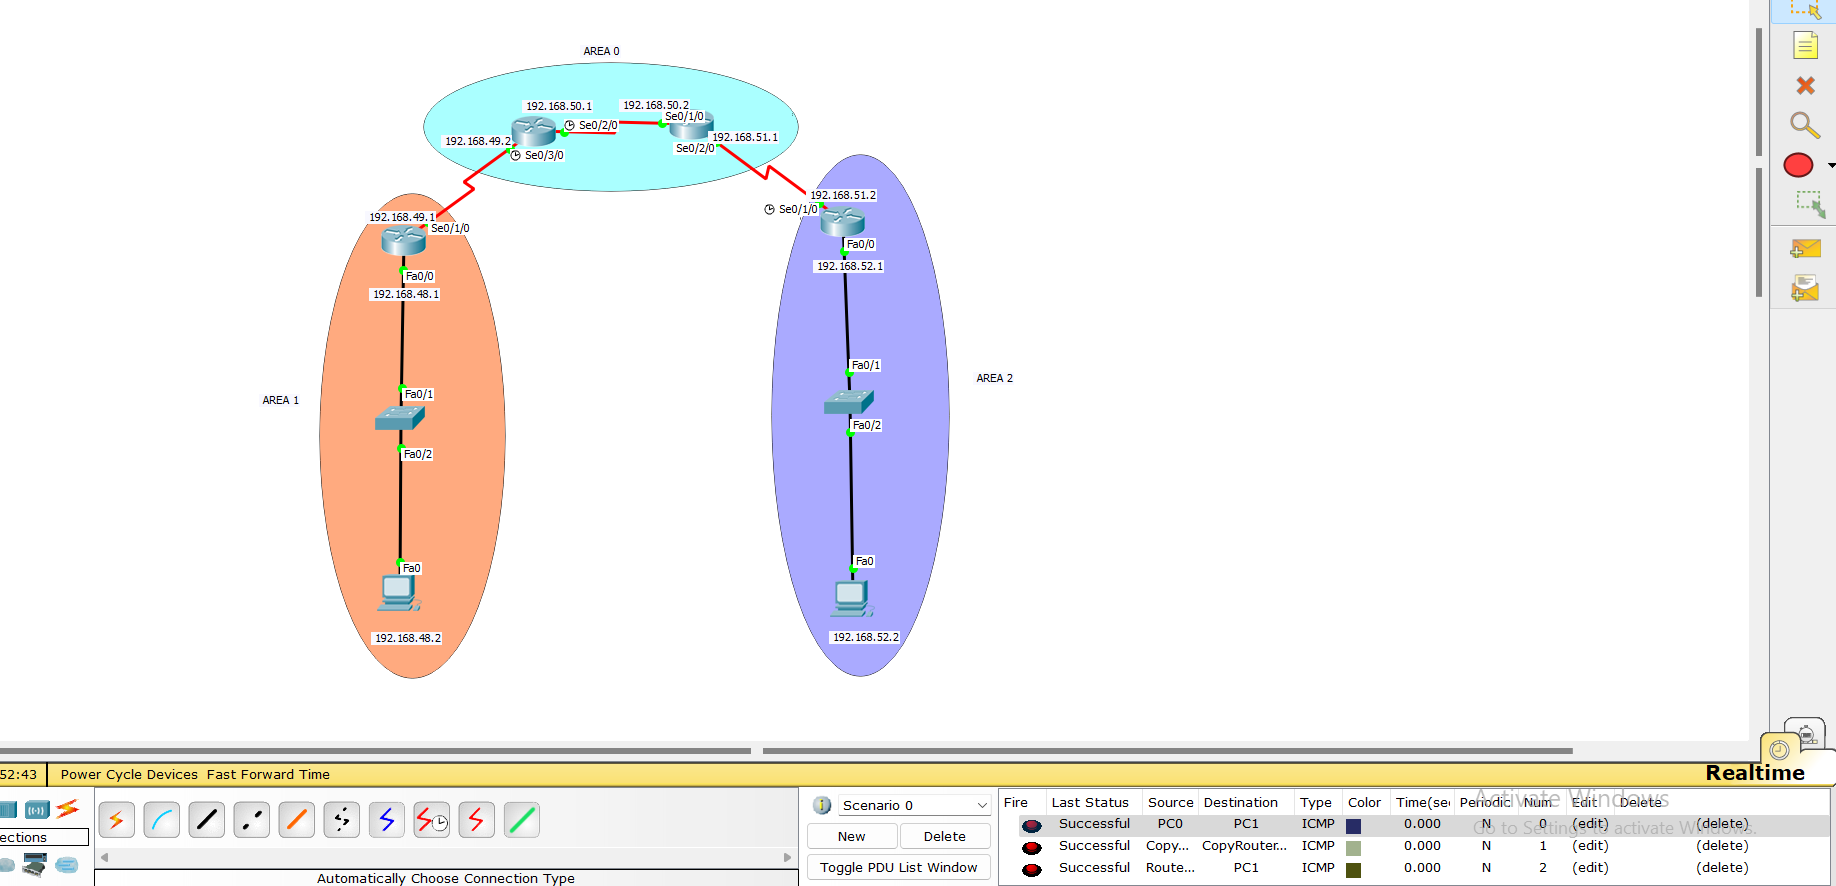 AREA 0
192.168.50.1
192.168.50.2
Se0/1/0
Se0/2/0
192.168.49.2
192.168.51.1
Se0/3/0
Se0/2/0
192.168.51.2
Se0/1/0
192.168.49.1
Se0/1/0
Fa0/0
192.168.52.1
Fa0/0
192.168.48.1
Fa0/1
AREA 2
Fa0/1
AREA 1
Fa0/2
Fa0/2
Fa0
Fa0
192.168.48.2
192.168.52.2
52:43 Power Cycle Devices Fast Forward Time
Realtime
Scenario 0
New Delete
Toggle PDU List Window
ections
Automatically Choose Connection Type
Fire Last Status Source Destination Type Color Time(sec Periodic Num Edit Delete
Successful PC0 PC1 ICMP 0.000 N 0 (edit) (delete)
Successful Copy... CopyRouter... ICMP 0.000 N 1 (edit) (delete)
Successful Route... PC1 ICMP 0.000 N 2 (edit) (delete)
Activate Windows
Go to Settings to activate Windows.